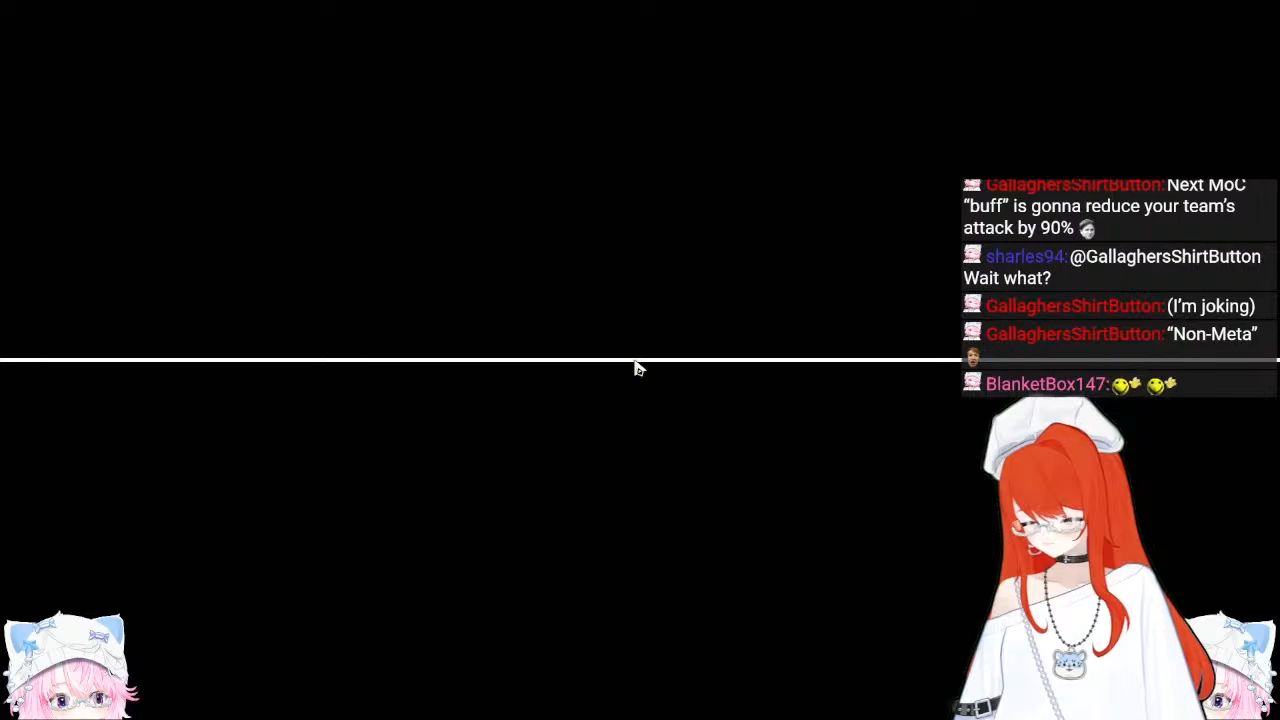 GallaghersShirtButton: Next MoC
“buff” is gonna reduce your team’s
attack by 90%
sharles94: @GallaghersShirtButton
Wait what?
GallaghersShirtButton: (I’m joking)
GallaghersShirtButton: “Non-Meta”
BlanketBox147: